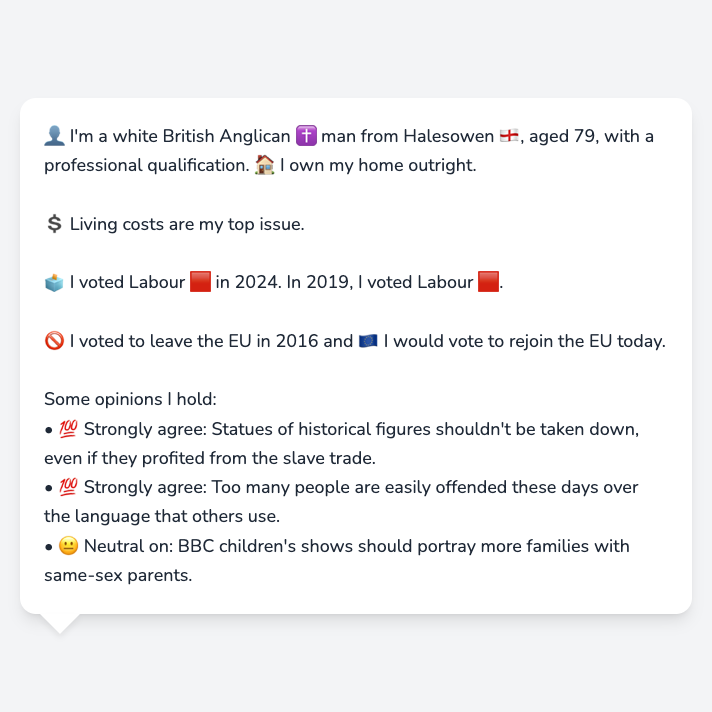 👤 I'm a white British Anglican ✝️ man from Halesowen 🏴󠁧󠁢󠁥󠁮󠁧󠁿, aged 79, with a
professional qualification. 🏠 I own my home outright.
💲 Living costs are my top issue.
🗳️ I voted Labour 🟥 in 2024. In 2019, I voted Labour 🟥.
🚫 I voted to leave the EU in 2016 and 🇪🇺 I would vote to rejoin the EU today.
Some opinions I hold:
• 💯 Strongly agree: Statues of historical figures shouldn't be taken down,
even if they profited from the slave trade.
• 💯 Strongly agree: Too many people are easily offended these days over
the language that others use.
• 😐 Neutral on: BBC children's shows should portray more families with
same-sex parents.